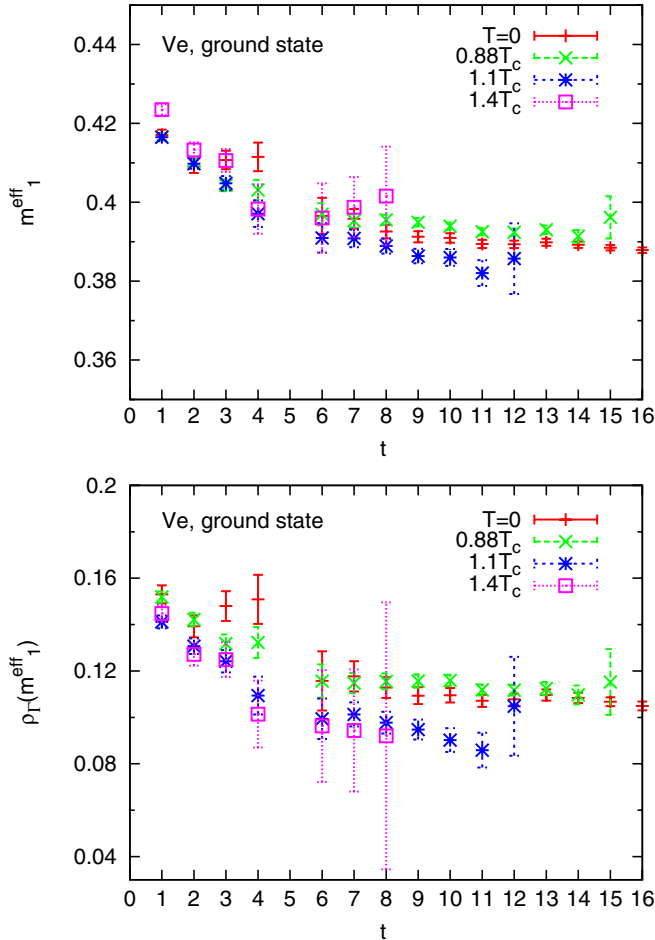 0.44
0.42
0.4
0.38
0.36
m^eff_1
Ve, ground state
T=0
0.88T_c
1.1T_c
1.4T_c
0 1 2 3 4 5 6 7 8 9 10 11 12 13 14 15 16
t
0.2
0.16
0.12
0.08
0.04
ρ_Γ(m^eff_1)
Ve, ground state
T=0
0.88T_c
1.1T_c
1.4T_c
0 1 2 3 4 5 6 7 8 9 10 11 12 13 14 15 16
t